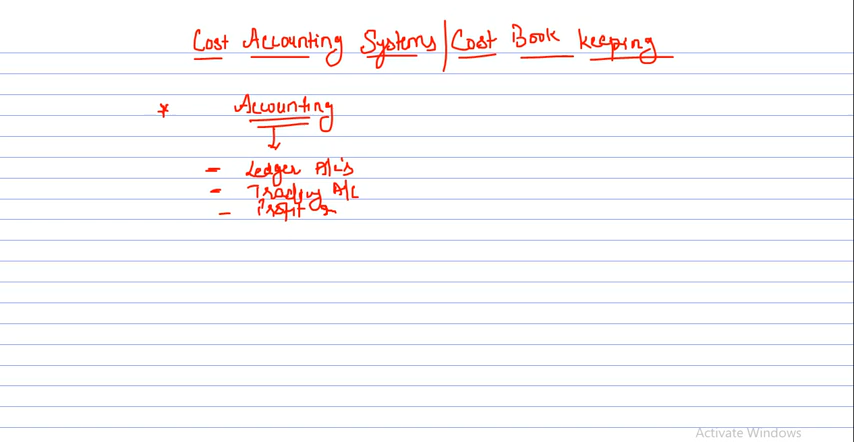 Cost Accounting Systems | Cost Book Keeping
* Accounting
- Ledger A/c's
- Trading A/c
- Profit &
Activate Windows